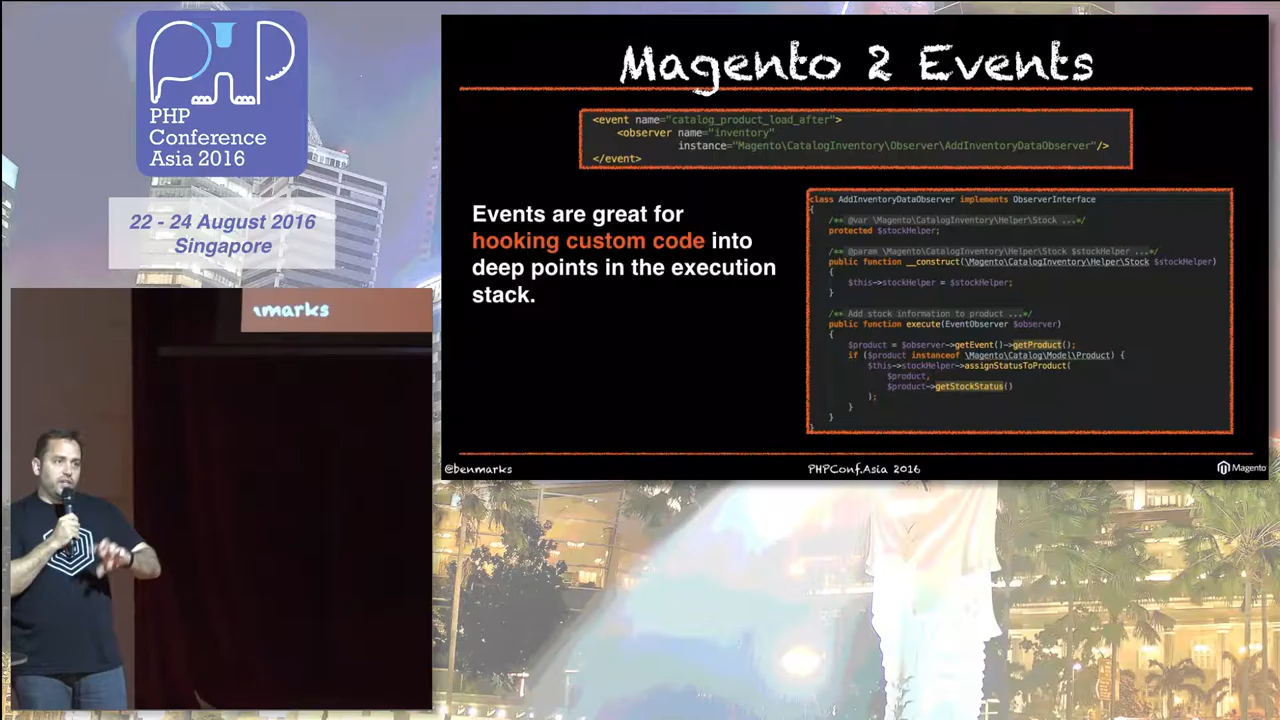 PHP
PHP
Conference
Asia 2016
22 - 24 August 2016
Singapore
marks
Magento 2 Events
<event name="catalog_product_load_after">
<observer name="inventory"
instance="Magento\CatalogInventory\Observer\AddInventoryDataObserver"/>
</event>
Events are great for
hooking custom code into
deep points in the execution
stack.
class AddInventoryDataObserver implements ObserverInterface
{
/** @var \Magento\CatalogInventory\Helper\Stock ...*/
protected $stockHelper;
/** @param \Magento\CatalogInventory\Helper\Stock $stockHelper ...*/
public function __construct(\Magento\CatalogInventory\Helper\Stock $stockHelper)
{
$this->stockHelper = $stockHelper;
}
/** Add stock information to product ...*/
public function execute(EventObserver $observer)
{
$product = $observer->getEvent()->getProduct();
if ($product instanceof \Magento\Catalog\Model\Product) {
$this->stockHelper->assignStatusToProduct(
$product,
$product->getStockStatus()
);
}
}
}
@benmarks
PHPConf.Asia 2016
Magento